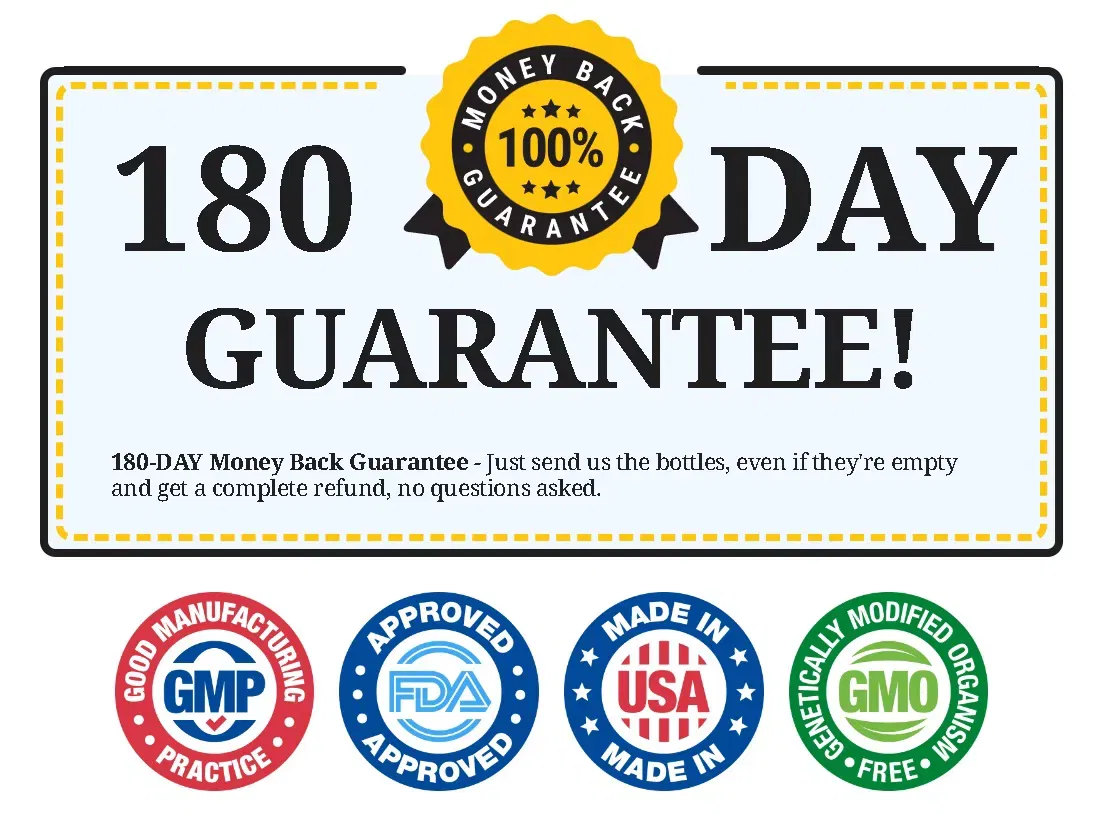 MONEY BACK
100%
GUARANTEE
180 DAY
GUARANTEE!
180-DAY Money Back Guarantee - Just send us the bottles, even if they're empty
and get a complete refund, no questions asked.
GOOD MANUFACTURING
GMP
PRACTICE
APPROVED
FDA
APPROVED
MADE IN
USA
MADE IN
GENETICALLY MODIFIED ORGANISM
GMO
FREE